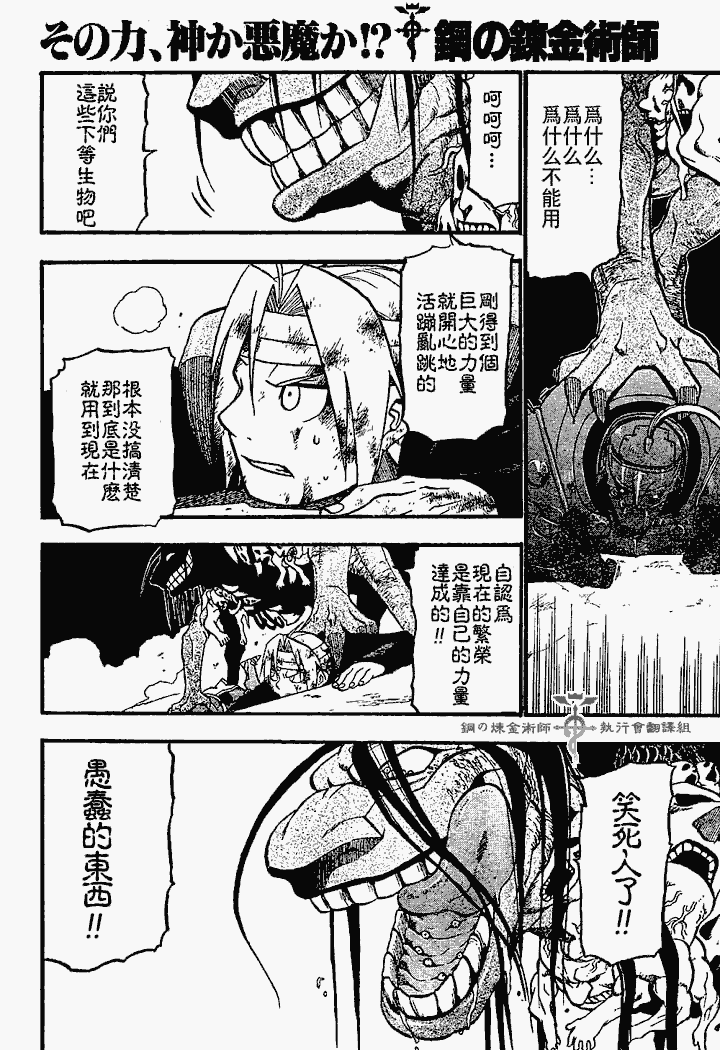 その力、神か悪魔か!?
鋼の錬金術師
爲什么…
爲什么
爲什么不能用
呵呵呵…
說你們
這些下等生物吧
剛得到個
巨大的力量
就開心地
活蹦亂跳的
根本没搞清楚
那到底是什麽
就用到現在
自認爲
現在的繁榮
是靠自己的力量
達成的!!
鋼の煉金術師 執行會翻譯組
笑死人了!!
愚蠢的東西!!